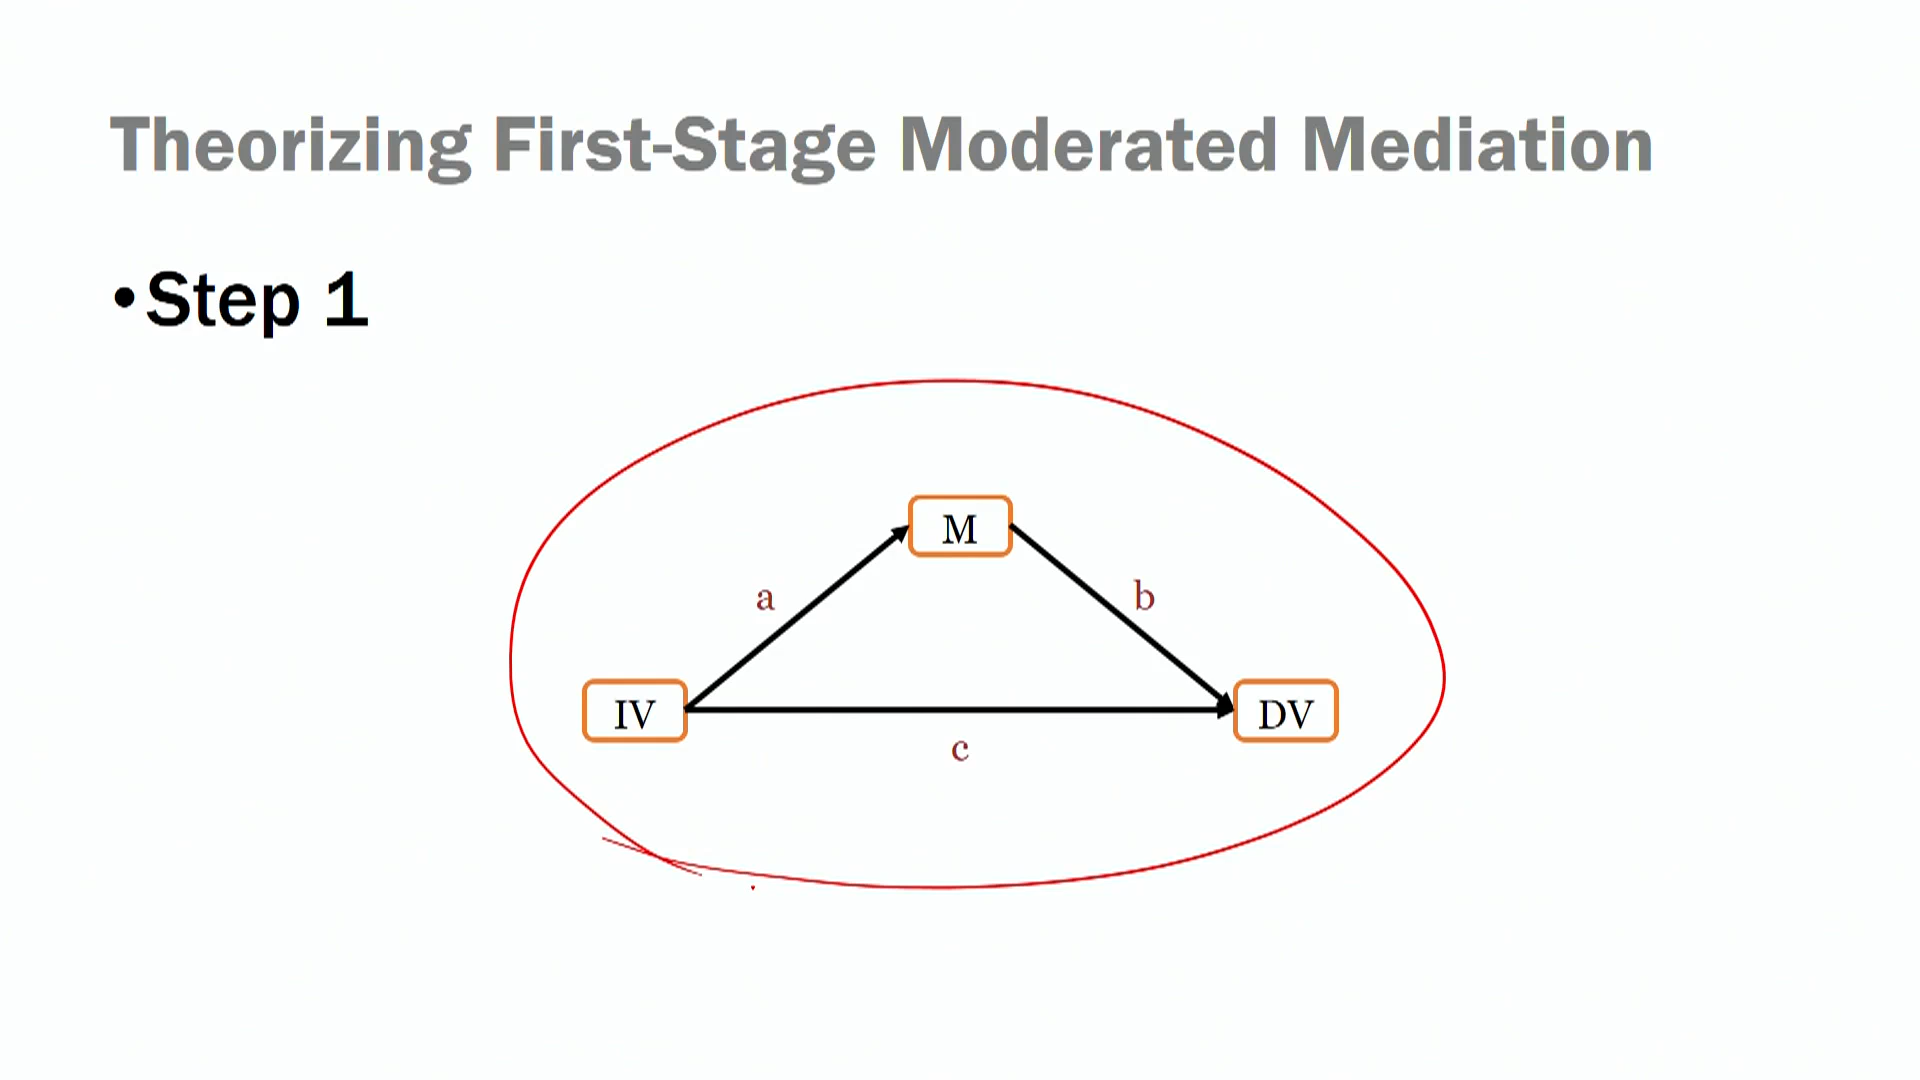 Theorizing First-Stage Moderated Mediation
•Step 1
M
a
b
IV
DV
c